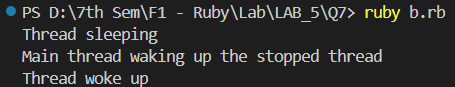 PS D:\7th Sem\F1 - Ruby\Lab\LAB_5\Q7> ruby b.rb
Thread sleeping
Main thread waking up the stopped thread
Thread woke up